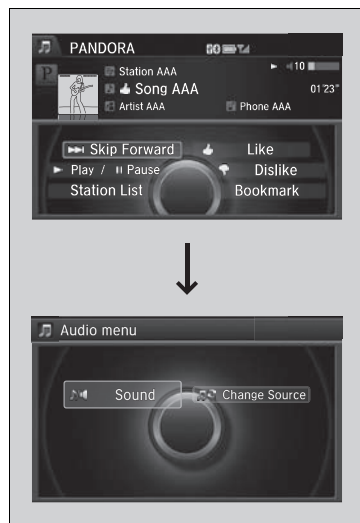 PANDORA
P Station AAA 10
Song AAA 01'23"
Artist AAA Phone AAA
Skip Forward Like
Play / Pause Dislike
Station List Bookmark
Audio menu
Sound Change Source